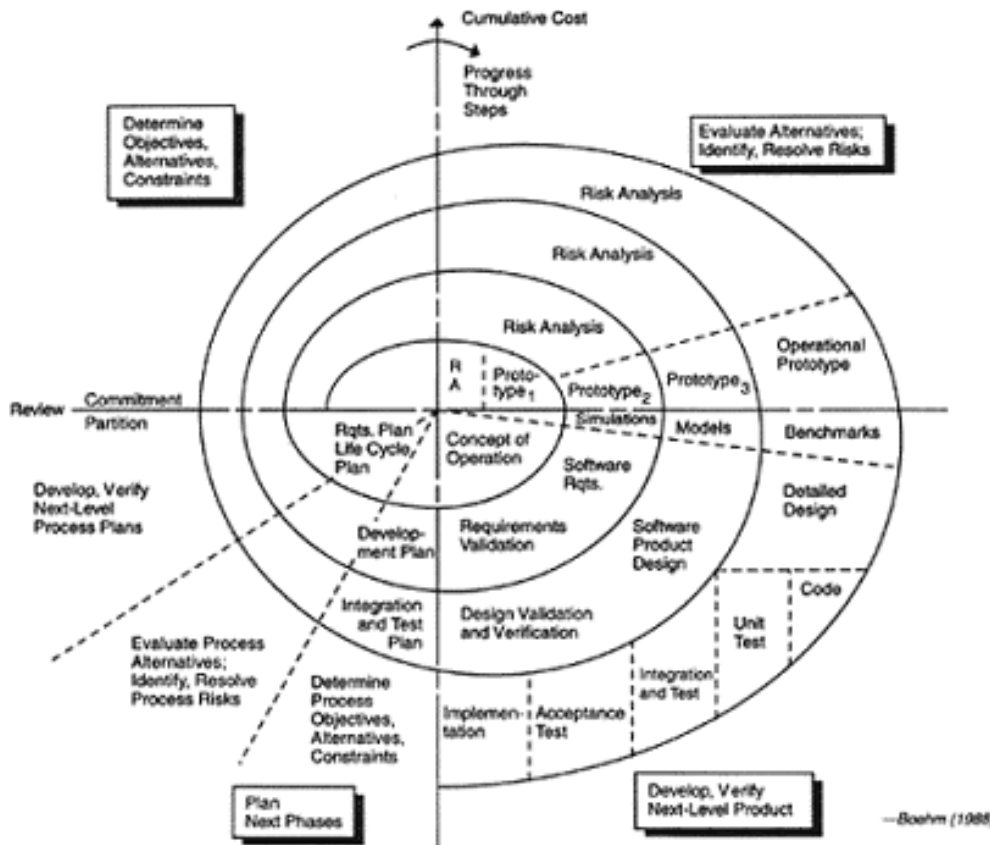 Cumulative Cost
Progress
Through
Steps
Determine
Objectives,
Alternatives,
Constraints
Evaluate Alternatives;
Identify, Resolve Risks
Risk Analysis
Risk Analysis
Risk Analysis
R
A
Proto-
type1
Prototype2
Prototype3
Operational
Prototype
Review
Commitment
Partition
Simulations
Models
Benchmarks
Rqts. Plan
Life Cycle
Plan
Concept of
Operation
Software
Rqts.
Detailed
Design
Develop, Verify
Next-Level
Process Plans
Develop-
ment Plan
Requirements
Validation
Software
Product
Design
Code
Unit
Test
Integration
and Test
Plan
Design Validation
and Verification
Evaluate Process
Alternatives;
Identify, Resolve
Process Risks
Determine
Process
Objectives,
Alternatives,
Constraints
Implemen-
tation
Acceptance
Test
Integration
and Test
Plan
Next Phases
Develop, Verify
Next-Level Product
—Boehm (1988)